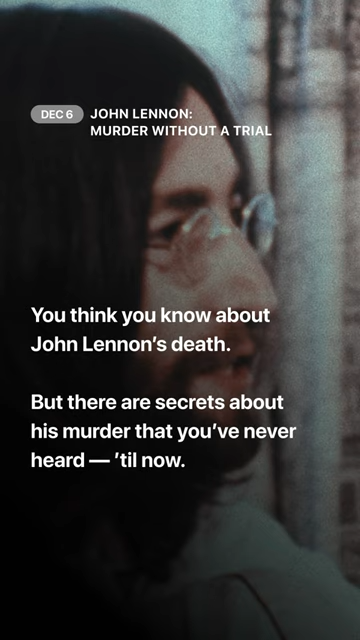 DEC 6
JOHN LENNON:
MURDER WITHOUT A TRIAL
You think you know about
John Lennon’s death.
But there are secrets about
his murder that you’ve never
heard — ’til now.